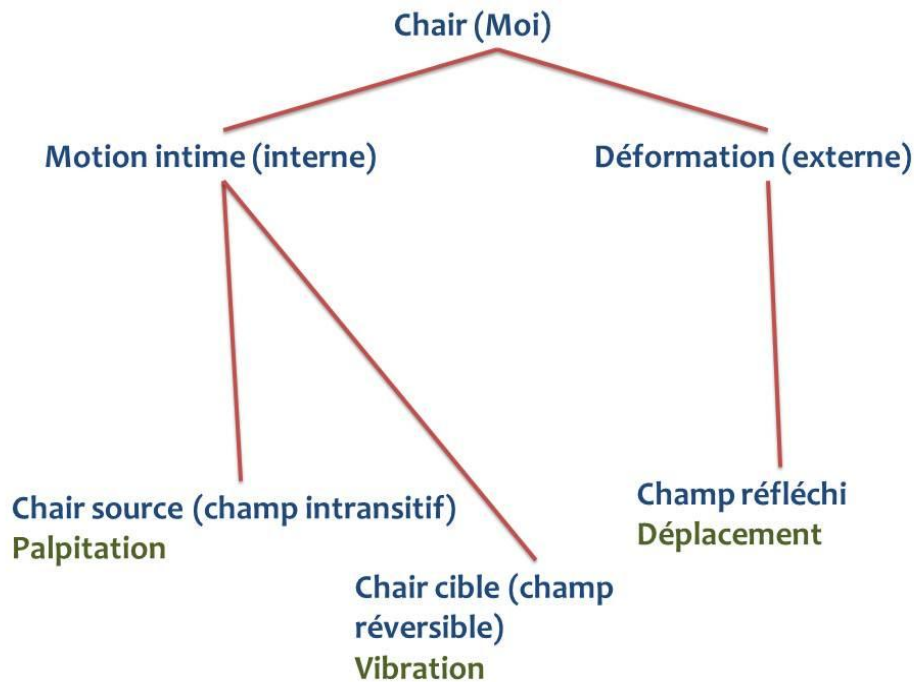 Chair (Moi)
Motion intime (interne)
Déformation (externe)
Chair source (champ intransitif)
Palpitation
Champ réfléchi
Déplacement
Chair cible (champ
réversible)
Vibration